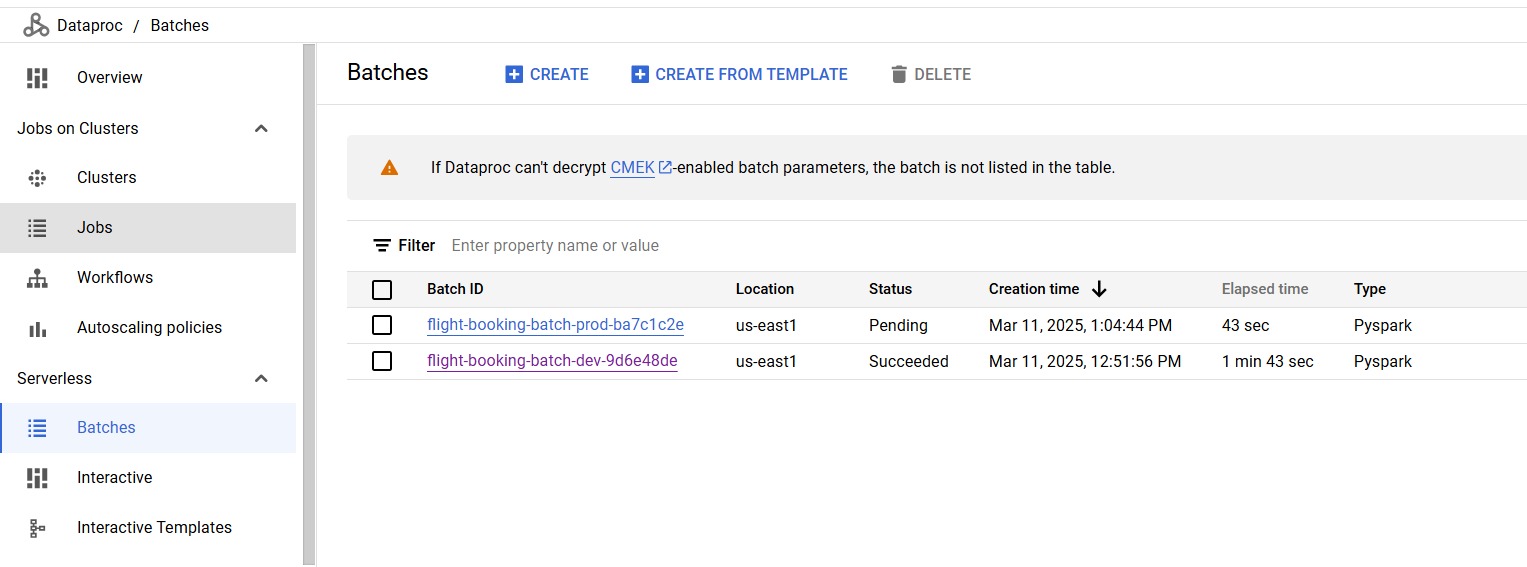 Dataproc / Batches
Overview
Jobs on Clusters
Clusters
Jobs
Workflows
Autoscaling policies
Serverless
Batches
Interactive
Interactive Templates
Batches CREATE CREATE FROM TEMPLATE DELETE
If Dataproc can't decrypt CMEK -enabled batch parameters, the batch is not listed in the table.
Filter Enter property name or value
Batch ID Location Status Creation time Elapsed time Type
flight-booking-batch-prod-ba7c1c2e us-east1 Pending Mar 11, 2025, 1:04:44 PM 43 sec Pyspark
flight-booking-batch-dev-9d6e48de us-east1 Succeeded Mar 11, 2025, 12:51:56 PM 1 min 43 sec Pyspark